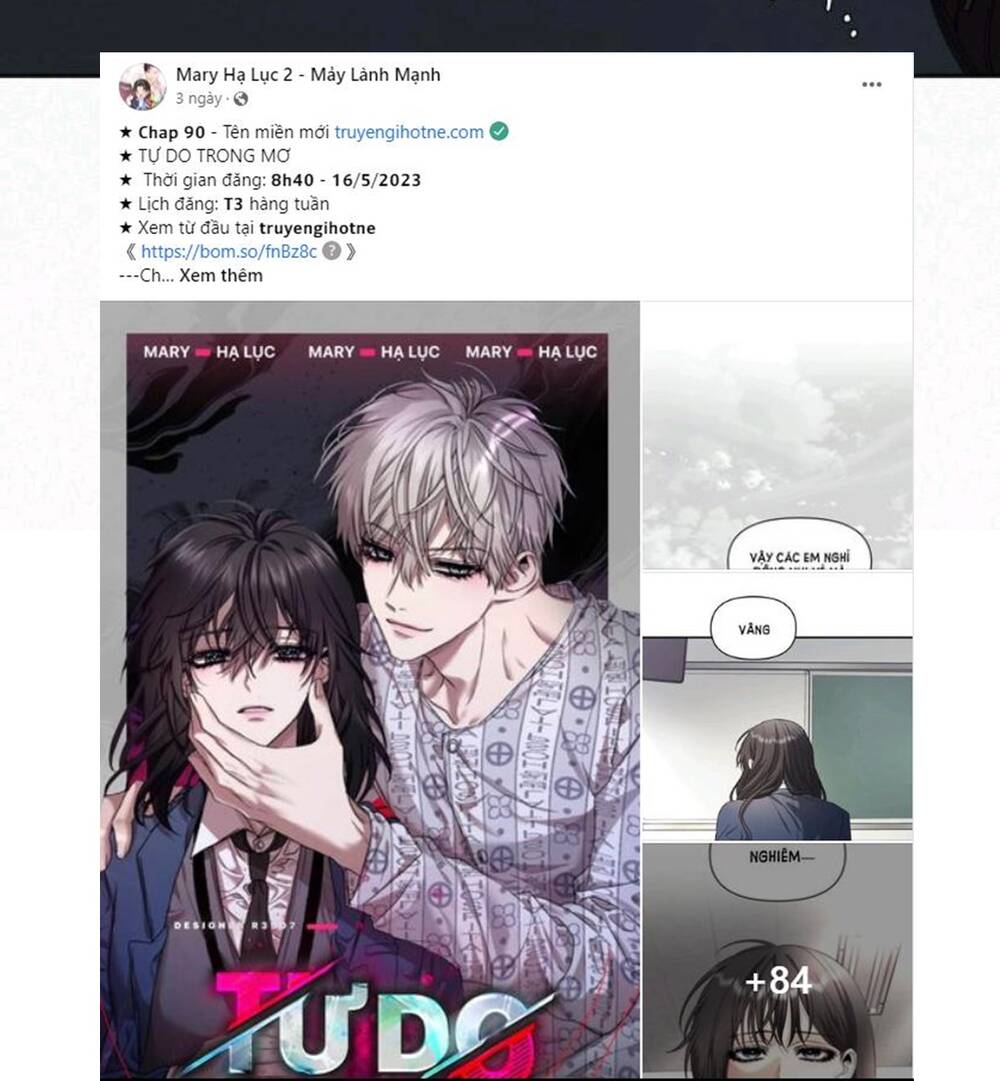 Mary Hạ Lục 2 - Mảy Lành Mạnh
3 ngày ·
★ Chap 90 - Tên miền mới truyengihotne.com
★ TỰ DO TRONG MƠ
★ Thời gian đăng: 8h40 - 16/5/2023
★ Lịch đăng: T3 hàng tuần
★ Xem từ đầu tại truyengihotne
《 https://bom.so/fnBz8c 》
---Ch... Xem thêm
MARY HẠ LỤC MARY HẠ LỤC MARY HẠ LỤC
VẬY CÁC EM NGHĨ
VÂNG
NGHIÊM—
+84
DESIGNER
TỰ DO